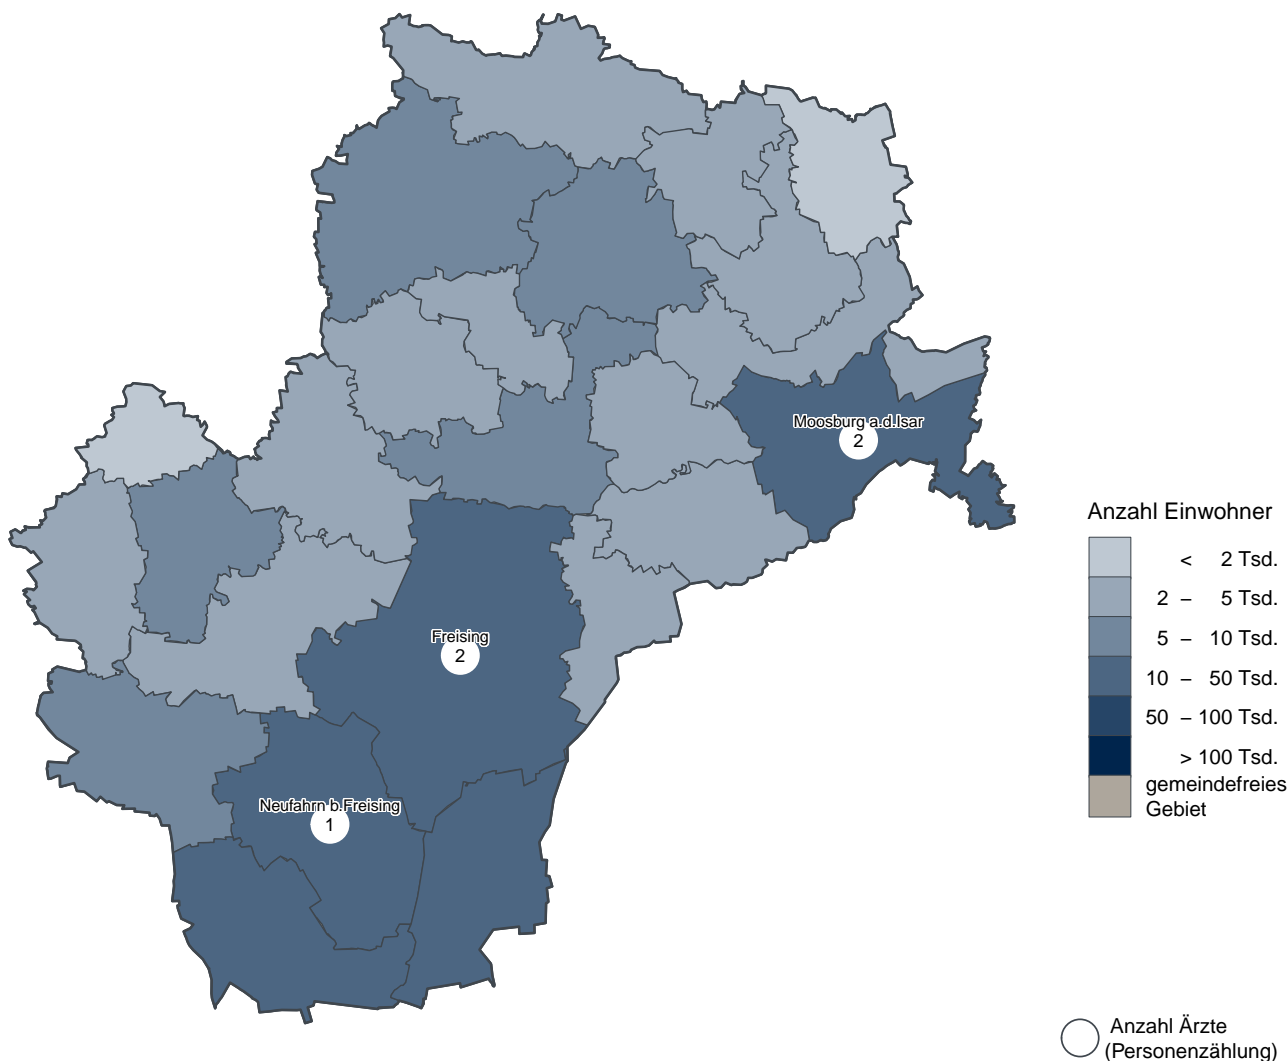 Moosburg a.d.Isar
2
Freising
2
Neufahrn b.Freising
1
Anzahl Einwohner
< 2 Tsd.
2 – 5 Tsd.
5 – 10 Tsd.
10 – 50 Tsd.
50 – 100 Tsd.
> 100 Tsd.
gemeindefreies
Gebiet
Anzahl Ärzte
(Personenzählung)